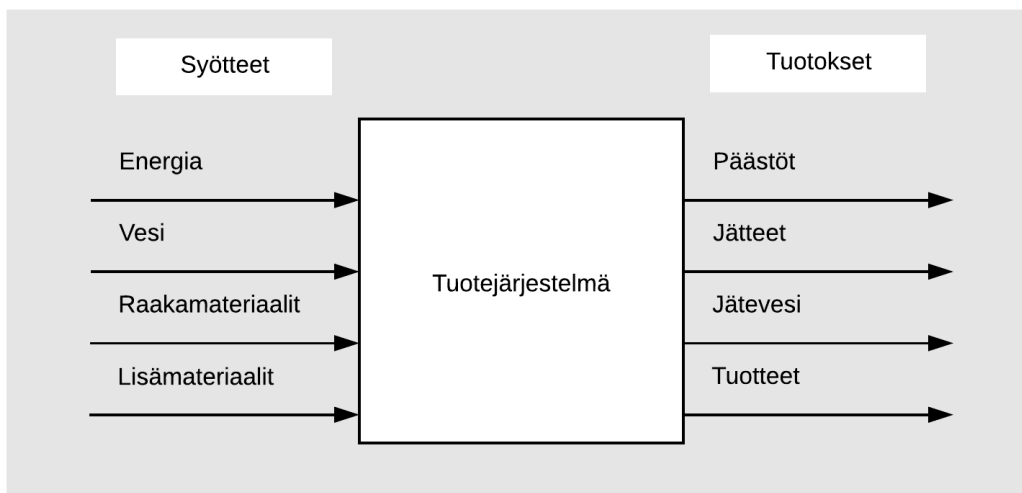 Syötteet
Tuotokset
Energia
Vesi
Raakamateriaalit
Lisämateriaalit
Tuotejärjestelmä
Päästöt
Jätteet
Jätevesi
Tuotteet